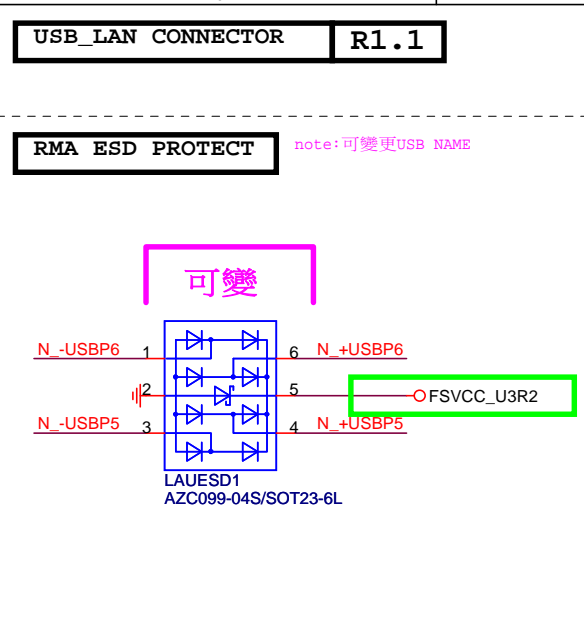 USB_LAN CONNECTOR R1.1
RMA ESD PROTECT note:可變更USB NAME
可變
N_-USBP6 1 6 N_+USBP6
2 5 FSVCC_U3R2
N_-USBP5 3 4 N_+USBP5
LAUESD1
AZC099-04S/SOT23-6L